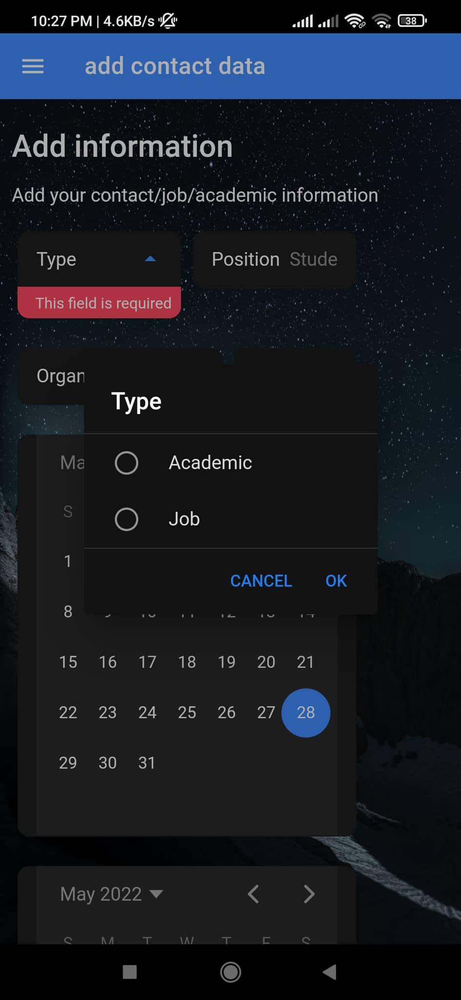 10:27 PM | 4.6KB/s
38
add contact data
Add information
Add your contact/job/academic information
Type
Position Stude
This field is required
Organ
Type
Ma
Academic
S
Job
1
CANCEL OK
8
15 16 17 18 19 20 21
22 23 24 25 26 27 28
29 30 31
May 2022
S M T W T F S